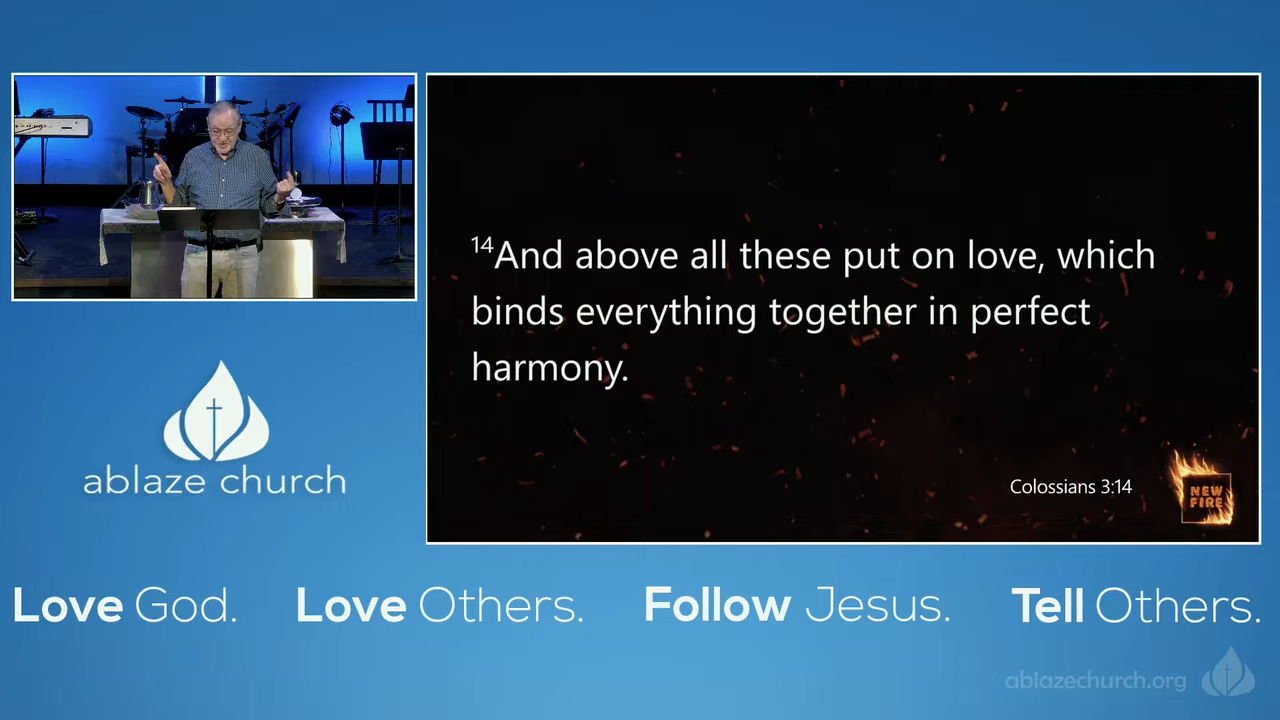 ¹⁴And above all these put on love, which
binds everything together in perfect
harmony.
Colossians 3:14
NEW
FIRE
ablaze church
Love God. Love Others. Follow Jesus. Tell Others.
ablazechurch.org